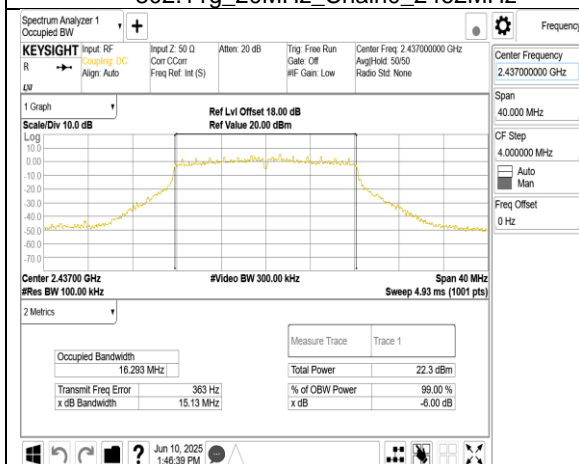 Spectrum Analyzer 1
Occupied BW
Frequency
KEYSIGHT
R
Input: RF
Coupling: DC
Align: Auto
Input Z: 50 Ω
Corr CCorr
Freq Ref: Int (S)
Atten: 20 dB
Trig: Free Run
Gate: Off
#IF Gain: Low
Center Freq: 2.437000000 GHz
Avg|Hold: 50/50
Radio Std: None
Center Frequency
2.437000000 GHz
Span
40.000 MHz
CF Step
4.000000 MHz
Auto
Man
Freq Offset
0 Hz
1 Graph
Scale/Div 10.0 dB
Ref Lvl Offset 18.00 dB
Ref Value 20.00 dBm
Log
10.0
0.00
-10.0
-20.0
-30.0
-40.0
-50.0
-60.0
-70.0
Center 2.43700 GHz
#Res BW 100.00 kHz
#Video BW 300.00 kHz
Span 40 MHz
Sweep 4.93 ms (1001 pts)
2 Metrics
Measure Trace Trace 1
Occupied Bandwidth
16.293 MHz
Total Power 22.3 dBm
Transmit Freq Error 363 Hz
% of OBW Power 99.00 %
x dB Bandwidth 15.13 MHz
x dB -6.00 dB
Jun 10, 2025
1:46:39 PM